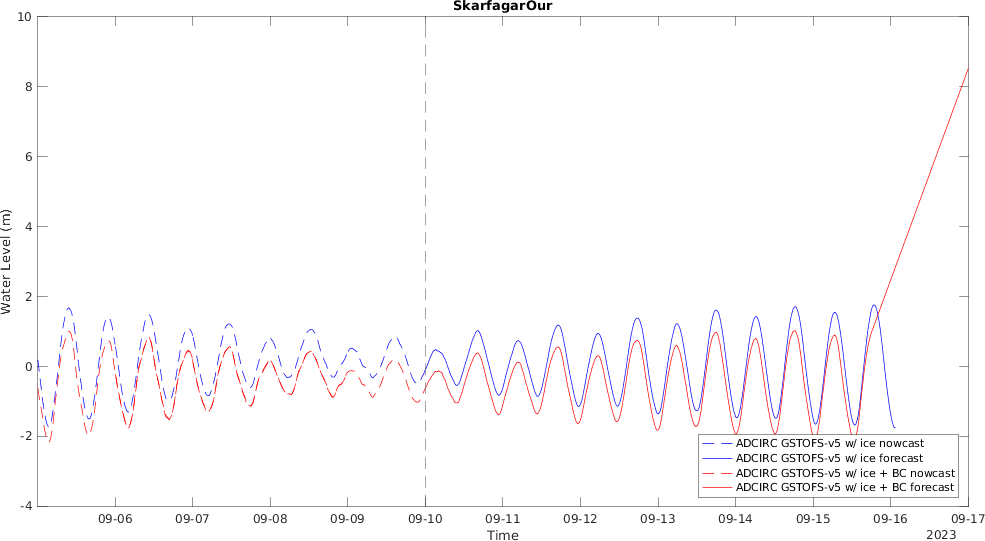 SkarfagarOur
10
8
6
4
2
0
-2
-4
Water Level (m)
ADCIRC GSTOFS-v5 w/ ice nowcast
ADCIRC GSTOFS-v5 w/ ice forecast
ADCIRC GSTOFS-v5 w/ ice + BC nowcast
ADCIRC GSTOFS-v5 w/ ice + BC forecast
09-06 09-07 09-08 09-09 09-10 09-11 09-12 09-13 09-14 09-15 09-16 09-17
Time
2023